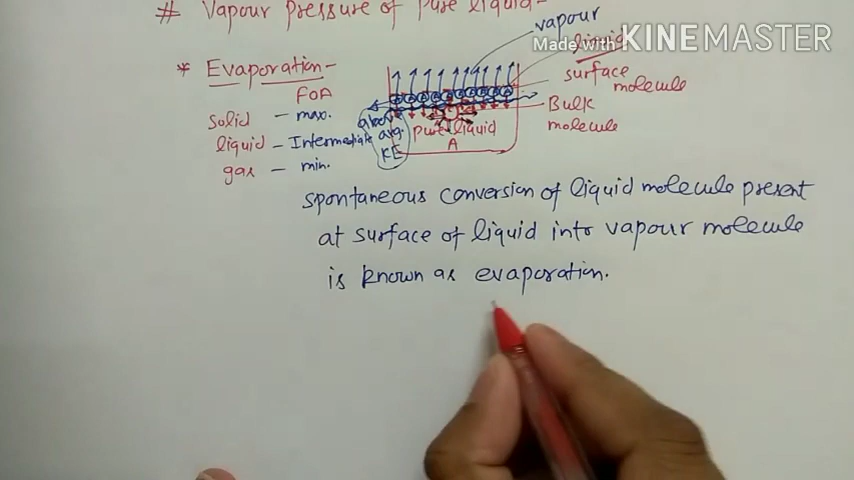 # Vapour Pressure of Pure liquid-
vapour
Made with KINEMASTER
liquid
* Evaporation-
surface molecule
FOA
solid - max.
Bulk molecule
above avg. KE
pure liquid
A
liquid - Intermediate
gas - min.
spontaneous conversion of liquid molecule present
at surface of liquid into vapour molecule
is known as evaporation.